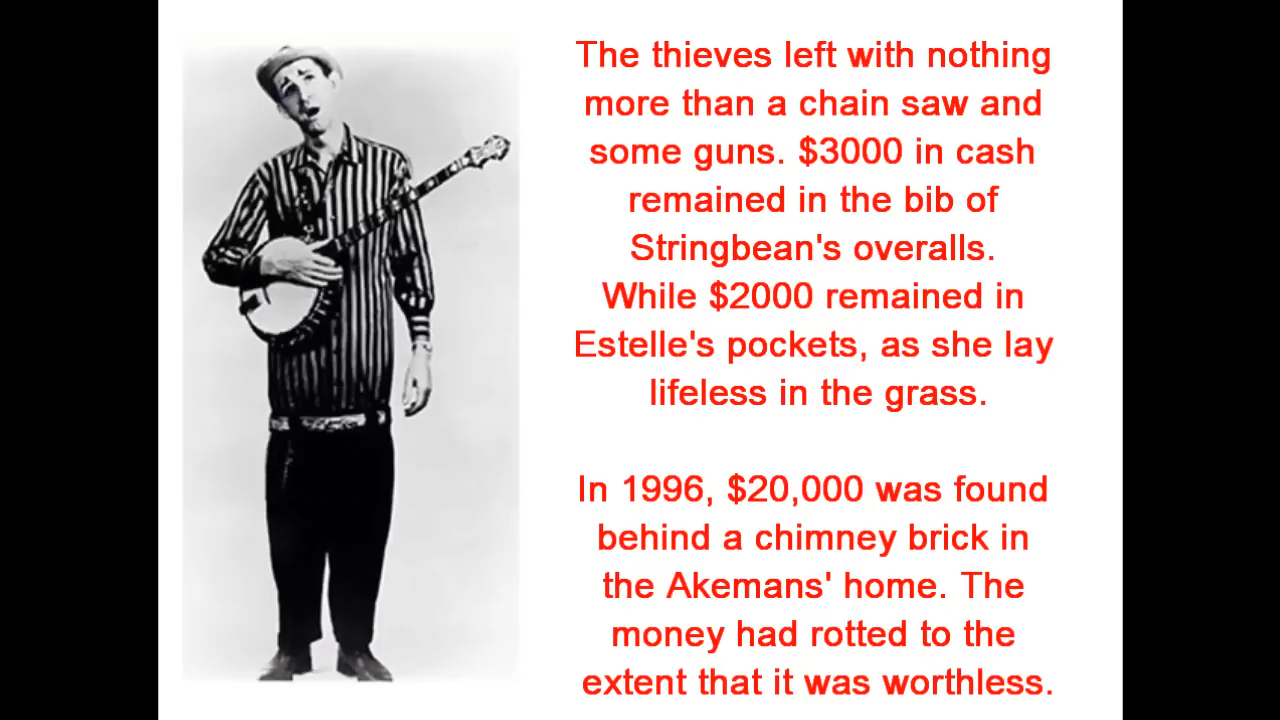 The thieves left with nothing
more than a chain saw and
some guns. $3000 in cash
remained in the bib of
Stringbean's overalls.
While $2000 remained in
Estelle's pockets, as she lay
lifeless in the grass.
In 1996, $20,000 was found
behind a chimney brick in
the Akemans' home. The
money had rotted to the
extent that it was worthless.